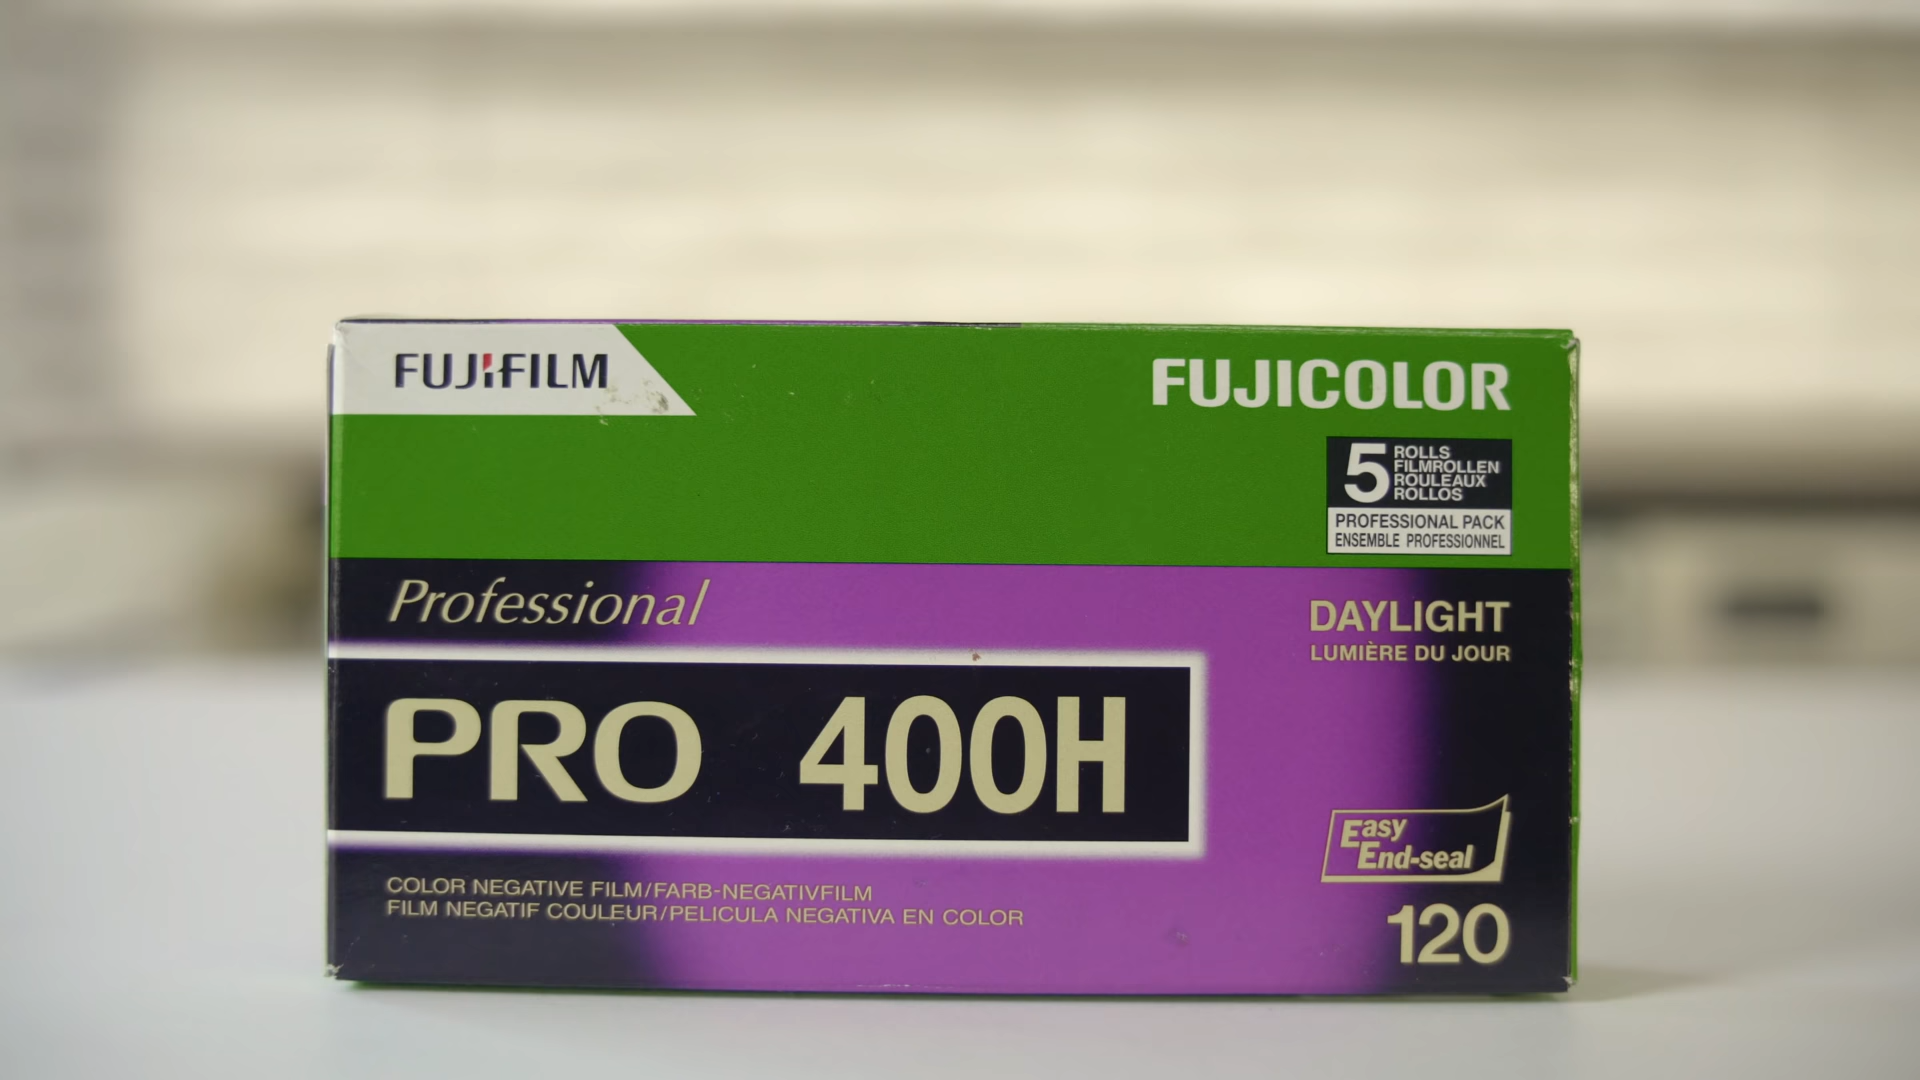 FUJIFILM
FUJICOLOR
5 ROLLS
FILMROLLEN
ROULEAUX
ROLLOS
PROFESSIONAL PACK
ENSEMBLE PROFESSIONNEL
Professional
DAYLIGHT
LUMIÈRE DU JOUR
PRO 400H
Easy
End-seal
COLOR NEGATIVE FILM/FARB-NEGATIVFILM
FILM NEGATIF COULEUR/PELICULA NEGATIVA EN COLOR
120